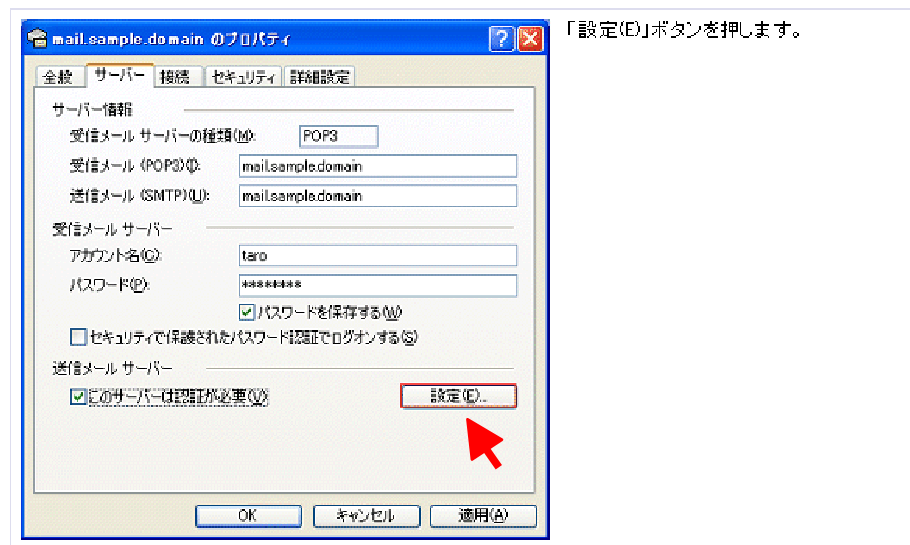 mail.sample.domain のプロパティ
「設定(E)」ボタンを押します。
全般 サーバー 接続 セキュリティ 詳細設定
サーバー情報
受信メール サーバーの種類(M): POP3
受信メール (POP3)(I): mail.sample.domain
送信メール (SMTP)(U): mail.sample.domain
受信メール サーバー
アカウント名(C): taro
パスワード(P): ********
パスワードを保存する(W)
セキュリティで保護されたパスワード認証でログオンする(S)
送信メール サーバー
このサーバーは認証が必要(V) 設定(E)...
OK キャンセル 適用(A)